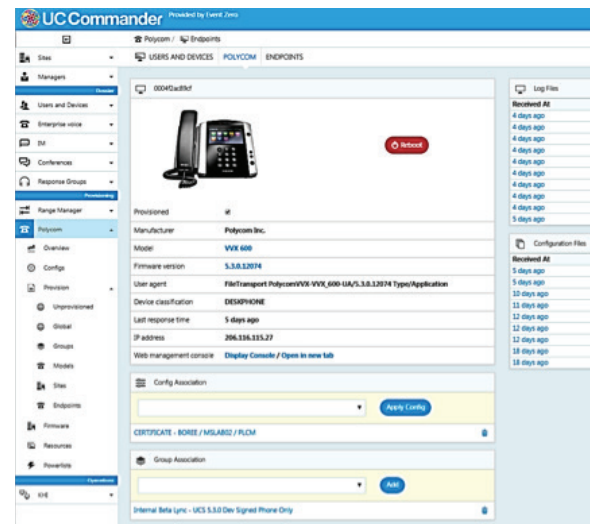 UC Commander Provided by Event Zero
Polycom / Endpoints
Sites
Managers
Dossier
Users and Devices
Enterprise voice
IM
Conferences
Response Groups
Provisioning
Range Manager
Polycom
Overview
Configs
Provision
Unprovisioned
Global
Groups
Models
Sites
Endpoints
Firmware
Resources
Powerlists
Operations
KHI
USERS AND DEVICES POLYCOM ENDPOINTS
Reboot
Provisioned
Manufacturer Polycom Inc.
Model VVX 600
Firmware version 5.3.0.12074
User agent FileTransport PolycomVVX-VVX_600-UA/5.3.0.12074 Type/Application
Device classification DESKPHONE
Last response time 5 days ago
IP address 206.116.115.27
Web management console Display Console / Open in new tab
Config Association
Apply Config
CERTIFICATE - BOREE / MSLAB02 / PLCM
Group Association
Add
Internal Beta Lync - UCS 5.3.0 Dev Signed Phone Only
Log Files
Received At
4 days ago
4 days ago
4 days ago
4 days ago
4 days ago
4 days ago
4 days ago
4 days ago
4 days ago
5 days ago
Configuration Files
Received At
5 days ago
5 days ago
10 days ago
11 days ago
12 days ago
12 days ago
12 days ago
18 days ago
18 days ago